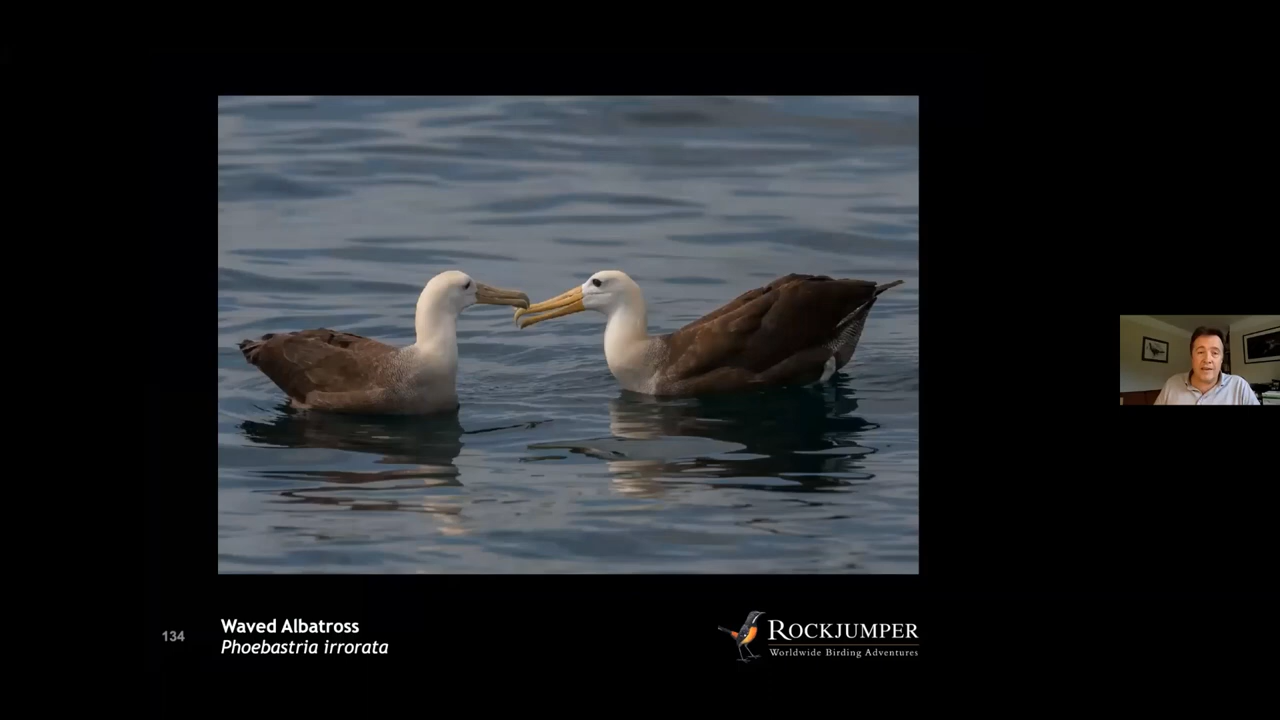 134
Waved Albatross
Phoebastria irrorata
ROCKJUMPER
Worldwide Birding Adventures